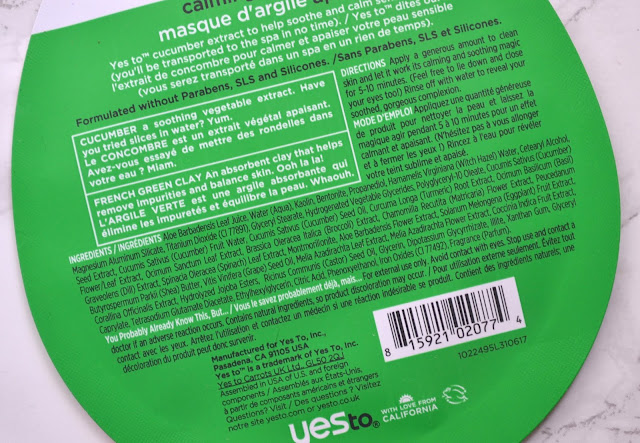 calming
masque d'argile
Yes to™ cucumber extract to help soothe and calm
(you'll be transported to the spa in no time). / Yes to™ dites oui
l'extrait de concombre pour calmer et apaiser votre peau sensible
(vous serez transporté dans un spa en un rien de temps).
Formulated without Parabens, SLS and Silicones. /Sans Parabens, SLS et Silicones.
CUCUMBER a soothing vegetable extract. Have
you tried slices in water? Yum.
Le CONCOMBRE est un extrait végétal apaisant.
Avez-vous essayé de mettre des rondelles dans
votre eau ? Miam.
FRENCH GREEN CLAY An absorbent clay that helps
remove impurities and balance skin. Ooh la la!
L'ARGILE VERTE est une argile absorbante qui
élimine les impuretés et équilibre la peau. Whaouh.
DIRECTIONS Apply a generous amount to clean
skin and let it work its calming and soothing magic
for 5-10 minutes. (Feel free to lie down and close
your eyes too!) Rinse off with water to reveal your
soothed, gorgeous complexion.
MODE D'EMPLOI Appliquez une quantité généreuse
de produit pour nettoyer la peau et laissez la
magique agir pendant 5 à 10 minutes pour un effet
calmant et apaisant. (N'hésitez pas à vous allonger
et à fermer les yeux !) Rincez à l'eau pour révéler
votre teint sublime et apaisé.
INGREDIENTS / INGRÉDIENTS Aloe Barbadensis Leaf Juice, Water (Aqua), Kaolin, Bentonite, Propanediol, Hamamelis Virginiana (Witch Hazel) Water, Cetearyl Alcohol,
Magnesium Aluminum Silicate, Titanium Dioxide (CI 77891), Glyceryl Stearate, Hydrogenated Vegetable Glycerides, Polyglyceryl-10 Oleate, Cucumis Sativus (Cucumber)
Seed Extract, Cucumis Sativus (Cucumber) Fruit Water, Cucumis Sativus (Cucumber) Seed Oil, Curcuma Longa (Turmeric) Root Extract, Ocimum Basilicum (Basil)
Flower/Leaf Extract, Ocimum Sanctum Leaf Extract, Brassica Oleracea Italica (Broccoli) Extract, Chamomilla Recutita (Matricaria) Flower Extract, Peucedanum
Graveolens (Dill) Extract, Spinacia Oleracea (Spinach) Leaf Extract, Montmorillonite, Aloe Barbadensis Flower Extract, Solanum Melongena (Eggplant) Fruit Extract,
Butyrospermum Parkii (Shea) Butter, Vitis Vinifera (Grape) Seed Oil, Melia Azadirachta Leaf Extract, Melia Azadirachta Flower Extract, Coccinia Indica Fruit Extract,
Corallina Officinalis Extract, Hydrolyzed Jojoba Esters, Ricinus Communis (Castor) Seed Oil, Glycerin, Dipotassium Glycyrrhizate, Illite, Xanthan Gum, Glyceryl
Caprylate, Tetrasodium Glutamate Diacetate, Ethylhexylglycerin, Citric Acid, Phenoxyethanol, Iron Oxides (CI 77492), Fragrance (Parfum).
You Probably Already Know This, But... / Vous le savez probablement déjà, mais... For external use only. Avoid contact with eyes. Stop use and contact a
doctor if an adverse reaction occurs. Contains natural ingredients, so product discoloration may occur. / Pour utilisation externe seulement. Évitez tout
contact avec les yeux. Arrêtez l'utilisation et contactez un médecin si une réaction indésirable se produit. Contient des ingrédients naturels; une
décoloration du produit peut donc survenir.
Manufactured for Yes To, Inc.,
Pasadena, CA 91105 USA
Yes to™ is a trademark of Yes To, Inc.
Yes to Carrots UK Ltd, GL50 2QJ
Assembled in USA of U.S. and foreign
components / Assemblés aux États-Unis,
à partir de composants américains et étrangers
Questions? Visit / Des questions ? Visitez
notre site yesto.com or yesto.co.uk
8 15921 02077 4
1022495L310617
yesto
WITH LOVE FROM
CALIFORNIA